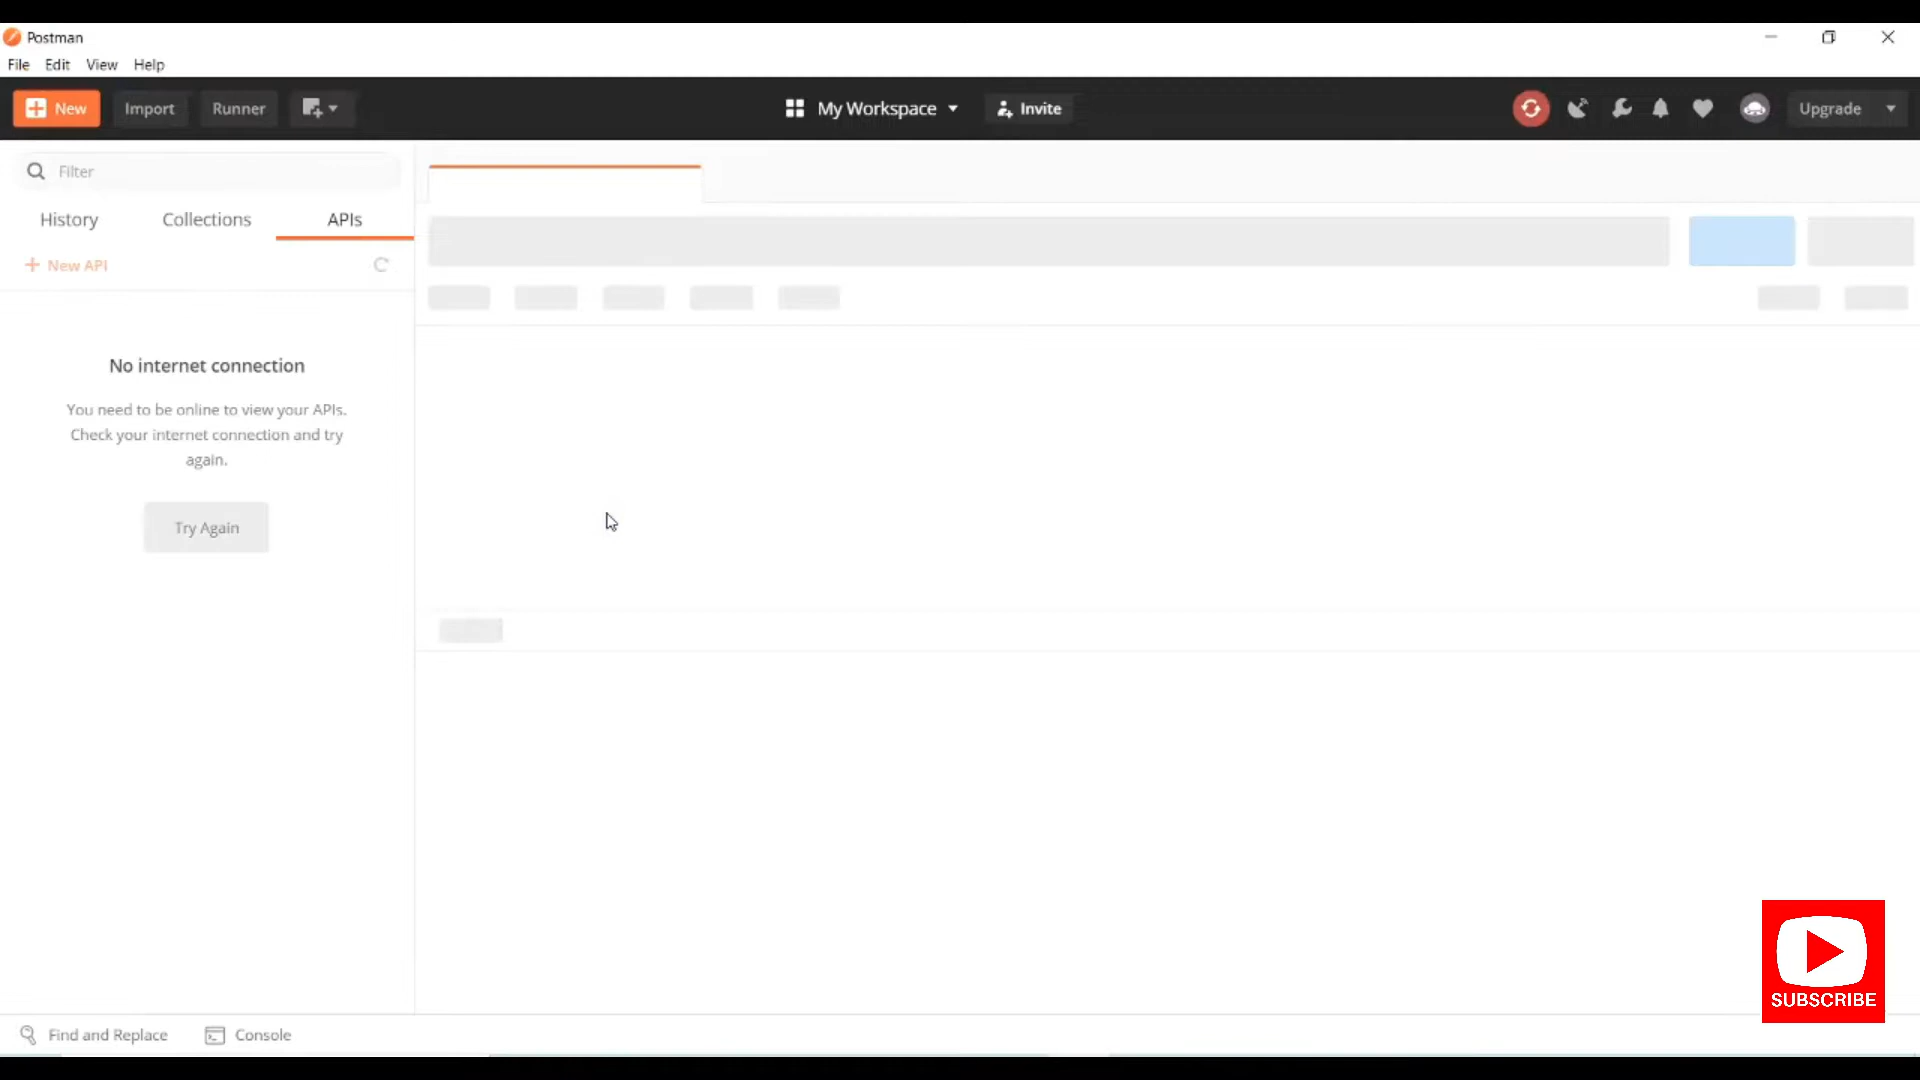 Postman
File Edit View Help
New Import Runner My Workspace Invite Upgrade
Filter
History Collections APIs
+ New API
No internet connection
You need to be online to view your APIs.
Check your internet connection and try
again.
Try Again
SUBSCRIBE
Find and Replace Console